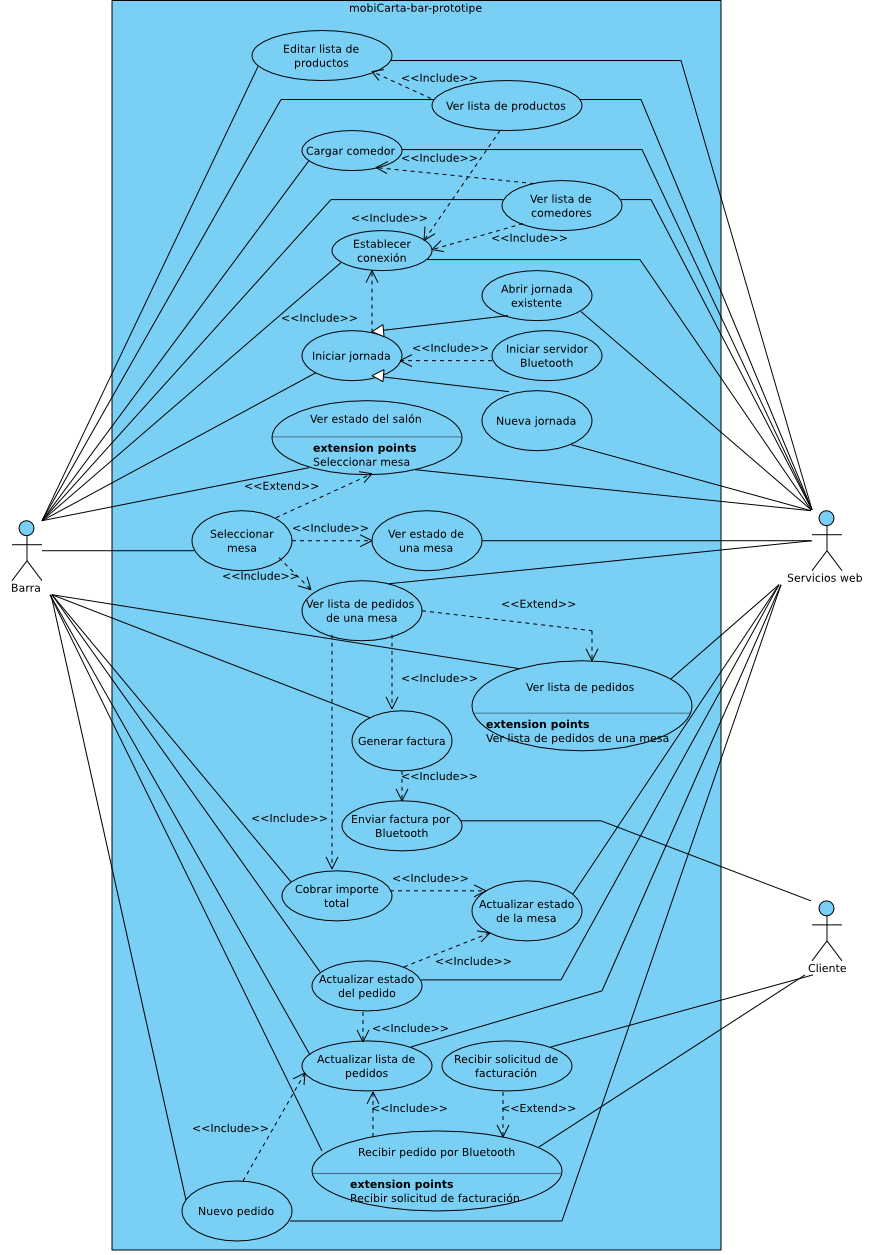 mobiCarta-bar-prototipe
Editar lista de
productos
<<Include>>
Ver lista de productos
Cargar comedor
<<Include>>
Ver lista de
comedores
<<Include>>
<<Include>>
Establecer
conexión
Abrir jornada
existente
<<Include>>
Iniciar jornada
<<Include>>
Iniciar servidor
Bluetooth
Ver estado del salón
extension points
Seleccionar mesa
Nueva jornada
<<Extend>>
Seleccionar
mesa
<<Include>>
Ver estado de
una mesa
Barra
Servicios web
<<Include>>
Ver lista de pedidos
de una mesa
<<Extend>>
<<Include>>
Ver lista de pedidos
extension points
Ver lista de pedidos de una mesa
Generar factura
<<Include>>
<<Include>>
Enviar factura por
Bluetooth
Cobrar importe
total
<<Include>>
Actualizar estado
de la mesa
<<Include>>
Cliente
Actualizar estado
del pedido
<<Include>>
Actualizar lista de
pedidos
Recibir solicitud de
facturación
<<Include>>
<<Extend>>
<<Include>>
Recibir pedido por Bluetooth
extension points
Recibir solicitud de facturación
Nuevo pedido